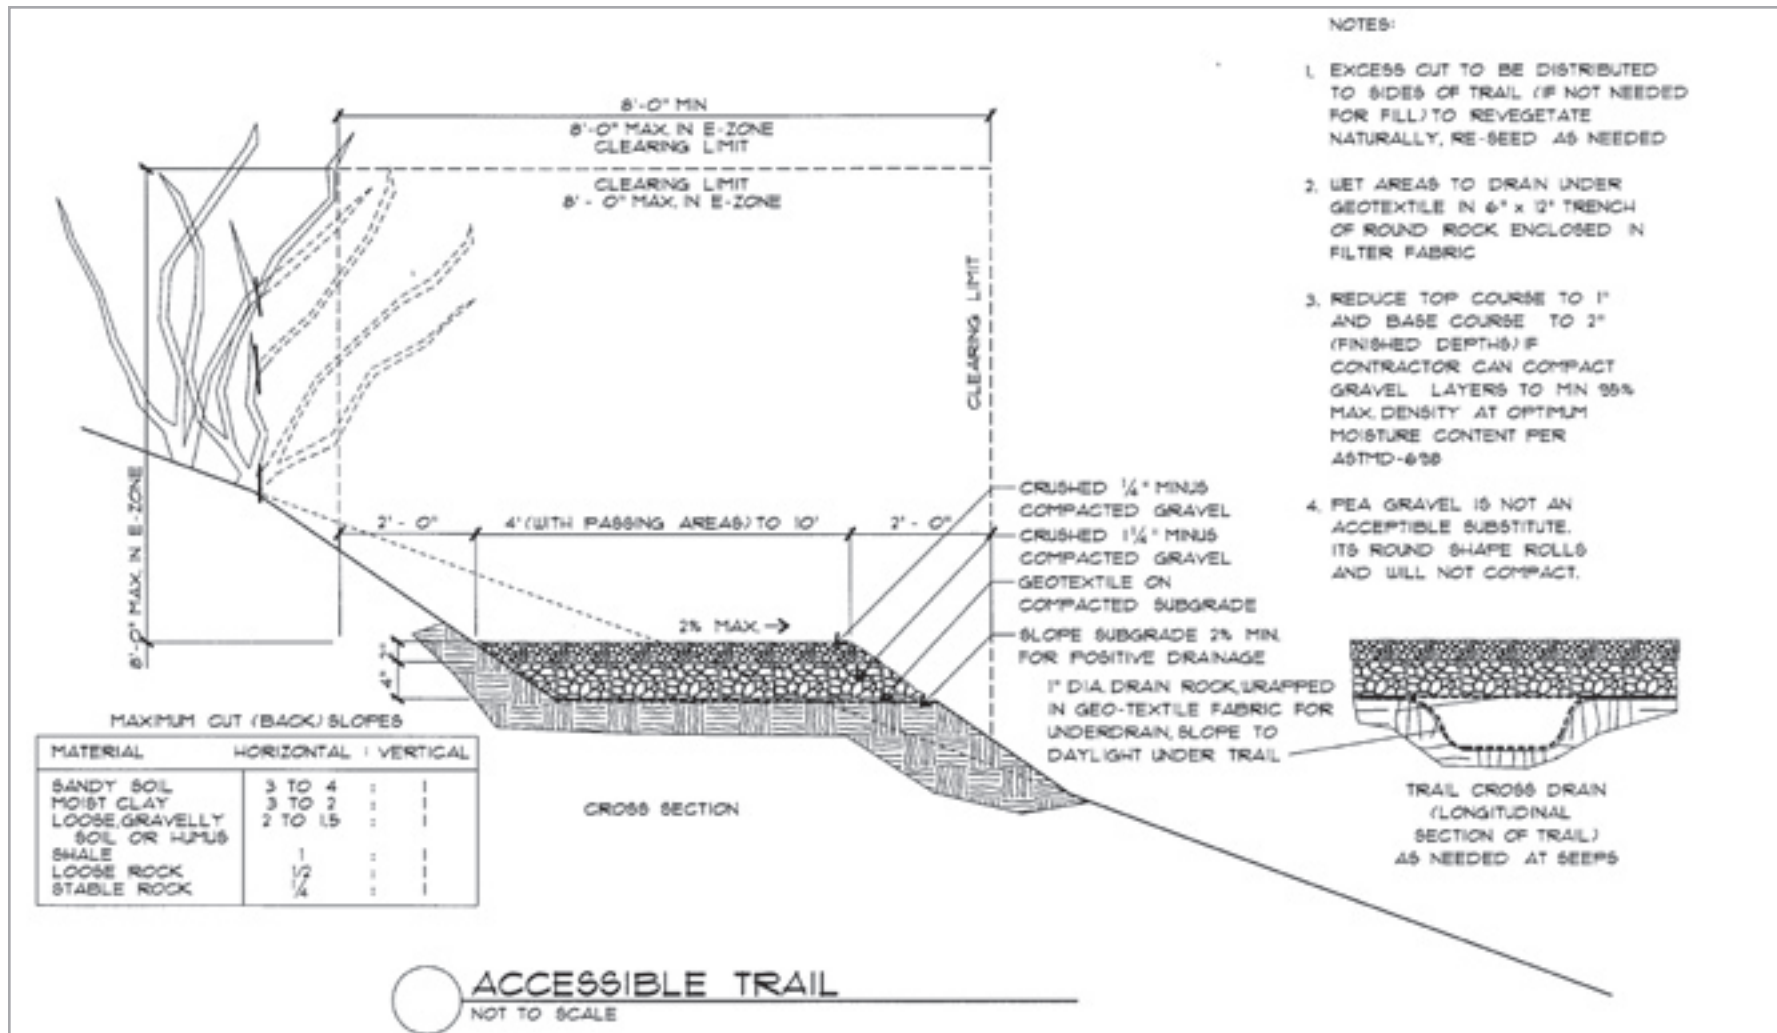 NOTES:
1. EXCESS CUT TO BE DISTRIBUTED
TO SIDES OF TRAIL (IF NOT NEEDED
FOR FILL) TO REVEGETATE
NATURALLY, RE-SEED AS NEEDED
2. WET AREAS TO DRAIN UNDER
GEOTEXTILE IN 6" x 12" TRENCH
OF ROUND ROCK ENCLOSED IN
FILTER FABRIC
3. REDUCE TOP COURSE TO 1"
AND BASE COURSE TO 2"
(FINISHED DEPTHS) IF
CONTRACTOR CAN COMPACT
GRAVEL LAYERS TO MIN 95%
MAX. DENSITY AT OPTIMUM
MOISTURE CONTENT PER
ASTMD-698
4. PEA GRAVEL IS NOT AN
ACCEPTIBLE SUBSTITUTE.
ITS ROUND SHAPE ROLLS
AND WILL NOT COMPACT.
8'-0" MIN
8'-0" MAX. IN E-ZONE
CLEARING LIMIT
CLEARING LIMIT
8' - 0" MAX. IN E-ZONE
CLEARING LIMIT
8'-0" MAX. IN E-ZONE
2' - 0"
4' (WITH PASSING AREAS) TO 10'
2' - 0"
2% MAX.
4" 2"
CRUSHED ¼" MINUS
COMPACTED GRAVEL
CRUSHED 1¼" MINUS
COMPACTED GRAVEL
GEOTEXTILE ON
COMPACTED SUBGRADE
SLOPE SUBGRADE 2% MIN.
FOR POSITIVE DRAINAGE
1" DIA. DRAIN ROCK, WRAPPED
IN GEO-TEXTILE FABRIC FOR
UNDERDRAIN, SLOPE TO
DAYLIGHT UNDER TRAIL
MAXIMUM CUT (BACK) SLOPES
MATERIAL HORIZONTAL : VERTICAL
SANDY SOIL 3 TO 4 : 1
MOIST CLAY 3 TO 2 : 1
LOOSE, GRAVELLY 2 TO 1.5 : 1
SOIL OR HUMUS
SHALE 1 : 1
LOOSE ROCK 1/2 : 1
STABLE ROCK ¼ : 1
CROSS SECTION
TRAIL CROSS DRAIN
(LONGITUDINAL
SECTION OF TRAIL)
AS NEEDED AT SEEPS
ACCESSIBLE TRAIL
NOT TO SCALE